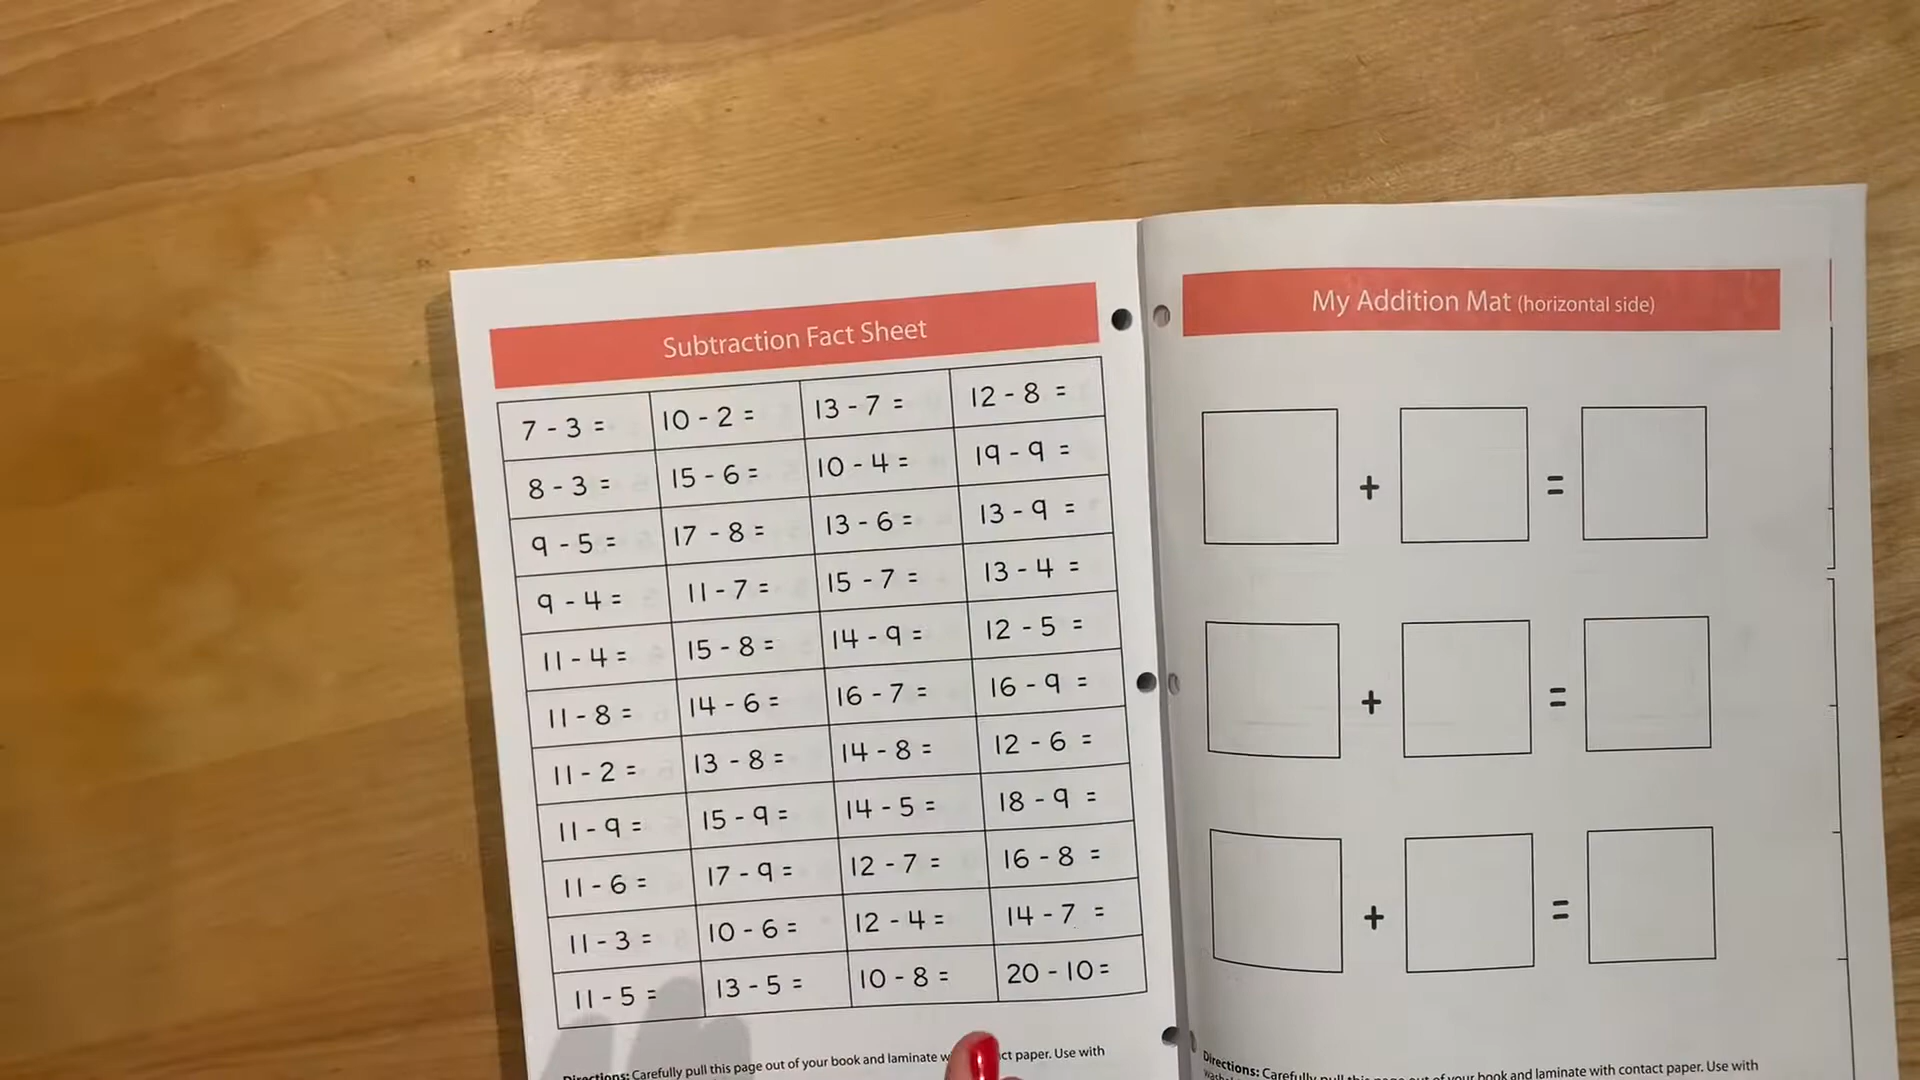 Subtraction Fact Sheet
7 - 3 = 10 - 2 = 13 - 7 = 12 - 8 =
8 - 3 = 15 - 6 = 10 - 4 = 19 - 9 =
9 - 5 = 17 - 8 = 13 - 6 = 13 - 9 =
9 - 4 = 11 - 7 = 15 - 7 = 13 - 4 =
11 - 4 = 15 - 8 = 14 - 9 = 12 - 5 =
11 - 8 = 14 - 6 = 16 - 7 = 16 - 9 =
11 - 2 = 13 - 8 = 14 - 8 = 12 - 6 =
11 - 9 = 15 - 9 = 14 - 5 = 18 - 9 =
11 - 6 = 17 - 9 = 12 - 7 = 16 - 8 =
11 - 3 = 10 - 6 = 12 - 4 = 14 - 7 =
11 - 5 = 13 - 5 = 10 - 8 = 20 - 10 =
Directions: Carefully pull this page out of your book and laminate paper. Use with
My Addition Mat (horizontal side)
+ =
+ =
+ =
Directions: Carefully out of your book and laminate with contact paper. Use with